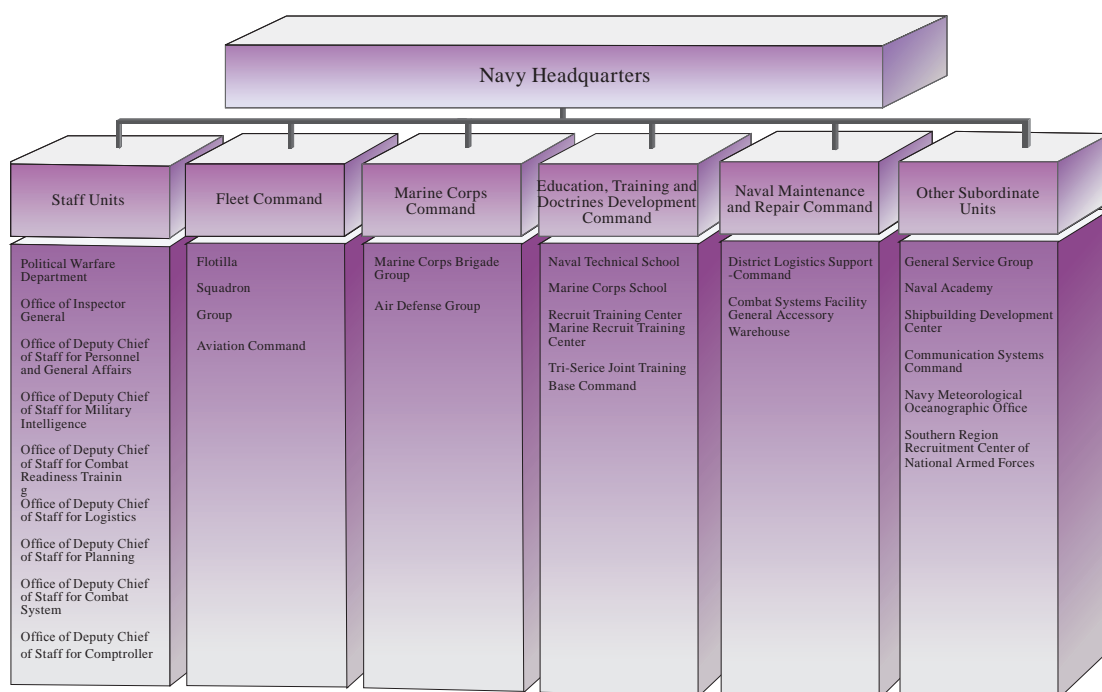 Navy Headquarters
Staff Units
Fleet Command
Marine Corps
Command
Education, Training and
Doctrines Development
Command
Naval Maintenance
and Repair Command
Other Subordinate
Units
Political Warfare
Department
Office of Inspector
General
Office of Deputy Chief
of Staff for Personnel
and General Affairs
Office of Deputy Chief
of Staff for Military
Intelligence
Office of Deputy Chief
of Staff for Combat
Readiness Trainin
g
Office of Deputy Chief
of Staff for Logistics
Office of Deputy Chief
of Staff for Planning
Office of Deputy Chief
of Staff for Combat
System
Office of Deputy Chief
of Staff for Comptroller
Flotilla
Squadron
Group
Aviation Command
Marine Corps Brigade
Group
Air Defense Group
Naval Technical School
Marine Corps School
Recruit Training Center
Marine Recruit Training
Center
Tri-Serice Joint Training
Base Command
District Logistics Support
-Command
Combat Systems Facility
General Accessory
Warehouse
General Service Group
Naval Academy
Shipbuilding Development
Center
Communication Systems
Command
Navy Meteorological
Oceanographic Office
Southern Region
Recruitment Center of
National Armed Forces